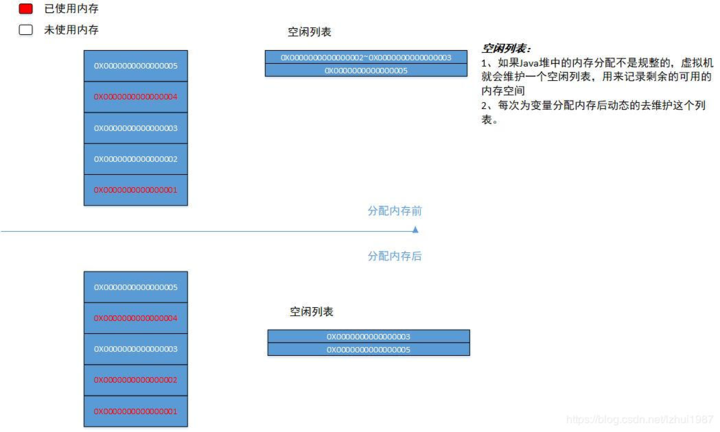 已使用内存
未使用内存
空闲列表
0X0000000000000005
0X0000000000000004
0X0000000000000003
0X0000000000000002
0X0000000000000001
0X0000000000000002-0X0000000000000003
0X0000000000000005
空闲列表：
1、如果Java堆中的内存分配不是规整的，虚拟机
就会维护一个空闲列表，用来记录剩余的可用的
内存空间
2、每次为变量分配内存后动态的去维护这个列
表。
分配内存前
分配内存后
0X0000000000000005
0X0000000000000004
0X0000000000000003
0X0000000000000002
0X0000000000000001
空闲列表
0X0000000000000003
0X0000000000000005
https://blog.csdn.net/zhui1987